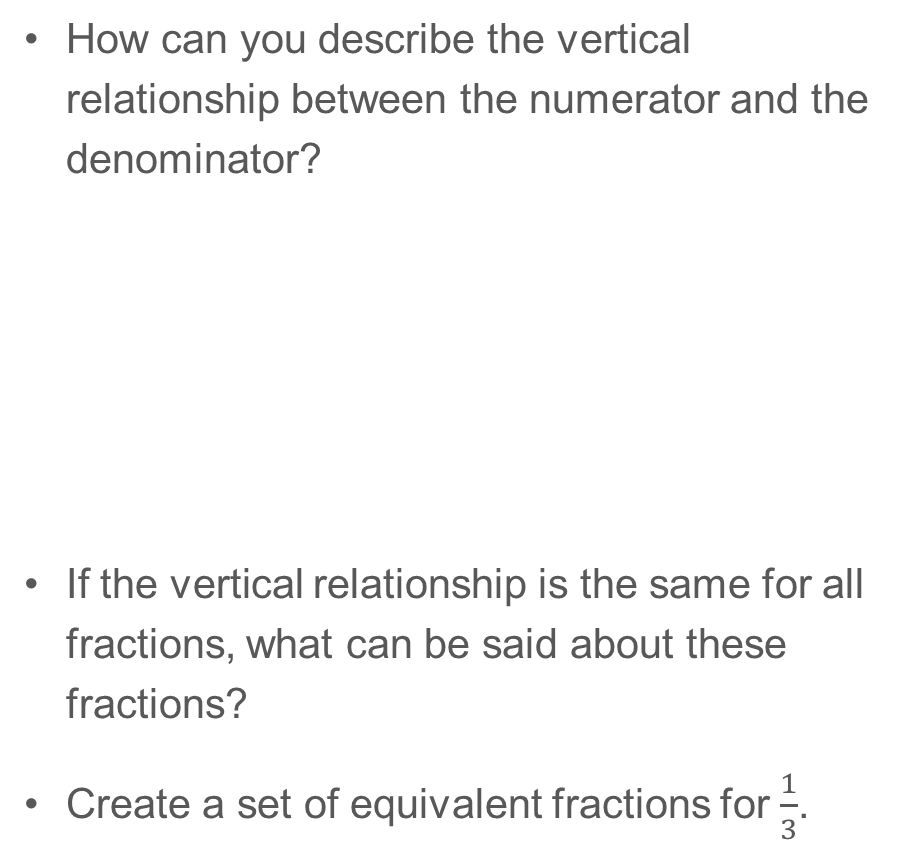 • How can you describe the vertical
relationship between the numerator and the
denominator?
• If the vertical relationship is the same for all
fractions, what can be said about these
fractions?
• Create a set of equivalent fractions for 1/3.